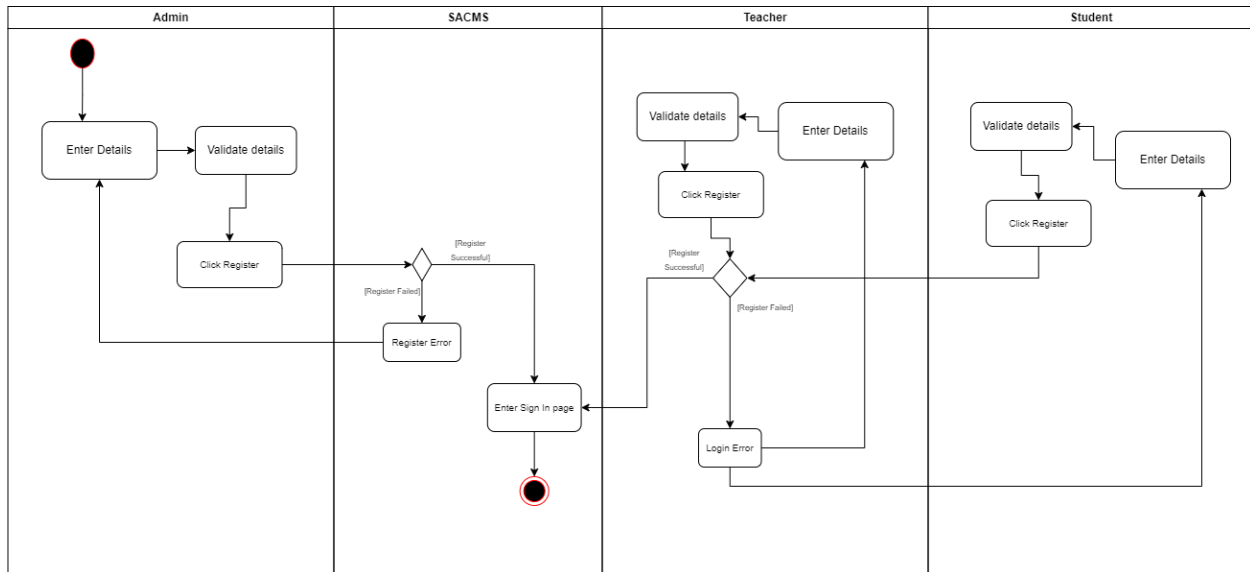 Admin
SACMS
Teacher
Student
Enter Details
Validate details
Click Register
[Register
Successful]
[Register Failed]
Register Error
Enter Sign In page
Validate details
Enter Details
Click Register
[Register
Successful]
[Register Failed]
Login Error
Validate details
Enter Details
Click Register